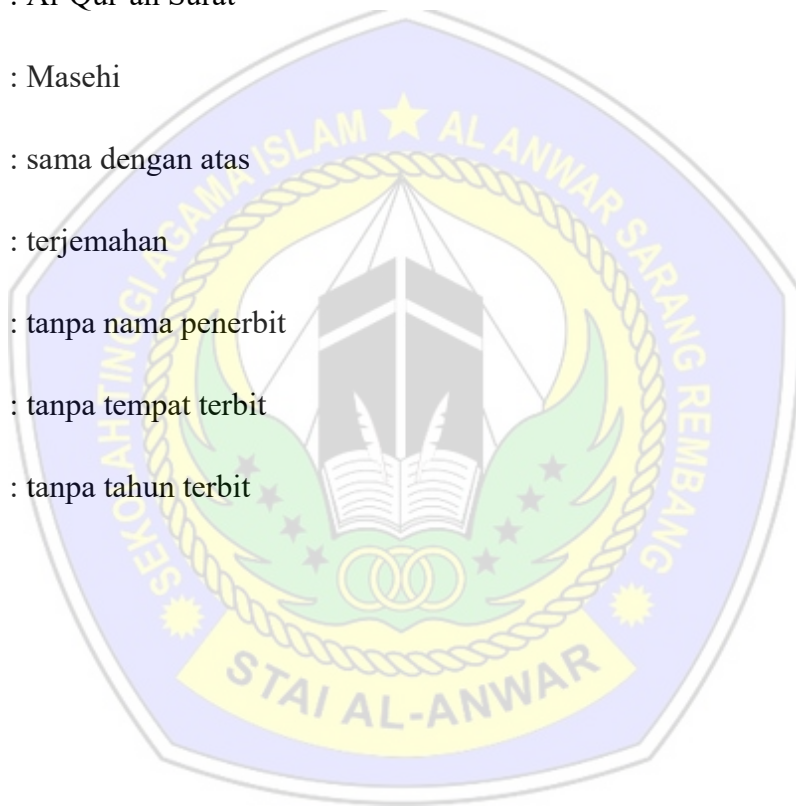 : Al-Qur'an Surat
: Masehi
: sama dengan atas
: terjemahan
: tanpa nama penerbit
: tanpa tempat terbit
: tanpa tahun terbit
SEKOLAH TINGGI AGAMA ISLAM ★ AL ANWAR SARANG REMBANG
STAI AL-ANWAR